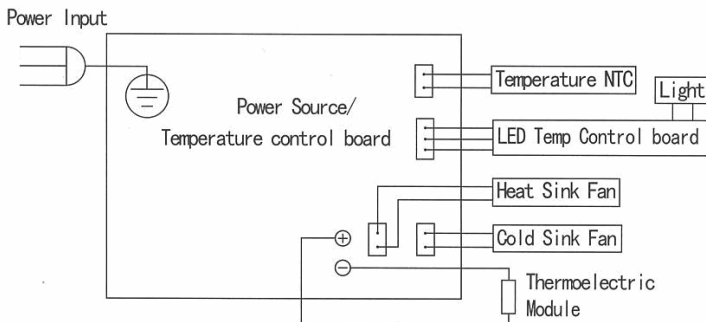 Power Input
Power Source/
Temperature control board
Temperature NTC
Light
LED Temp Control board
Heat Sink Fan
Cold Sink Fan
Thermoelectric
Module